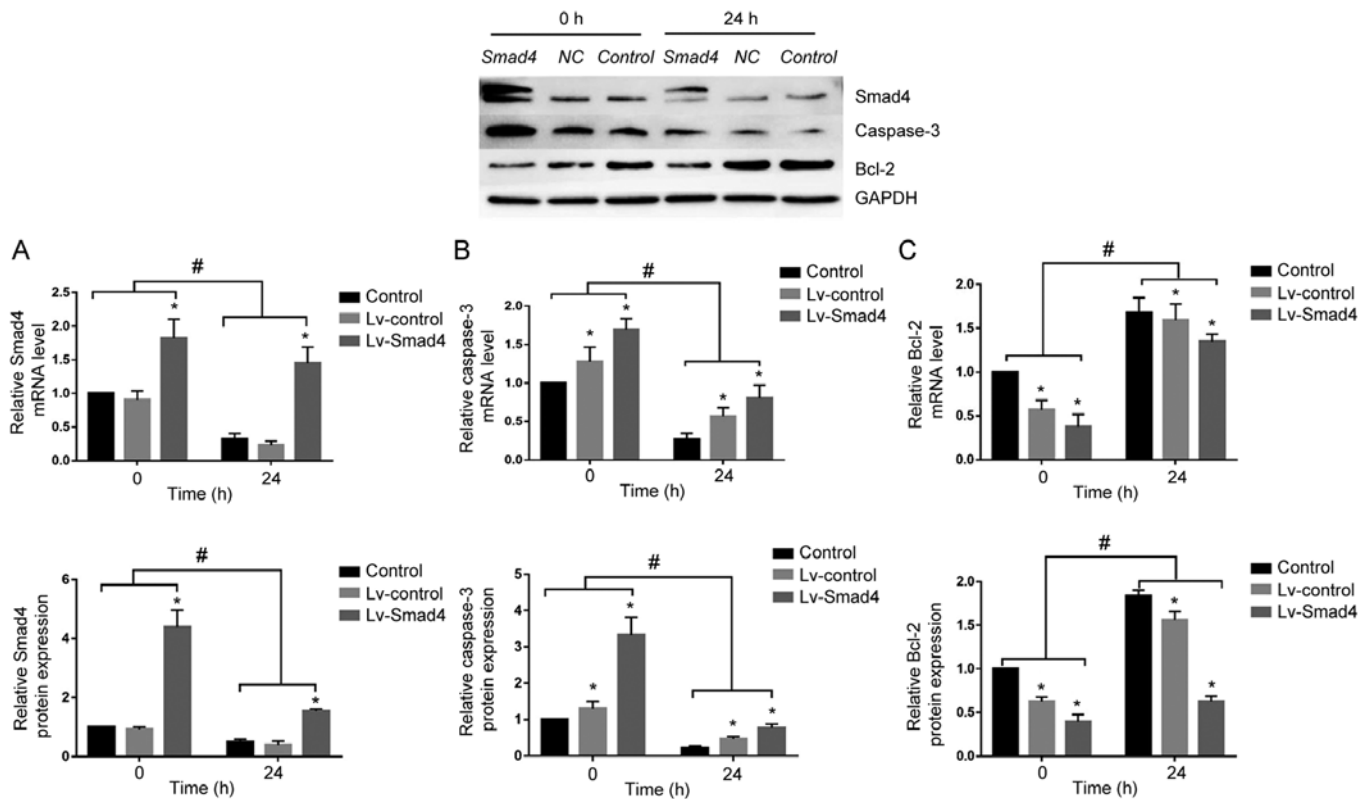 0 h 24 h
Smad4 NC Control Smad4 NC Control
Smad4
Caspase-3
Bcl-2
GAPDH
A
#
Control
Lv-control
Lv-Smad4
Relative Smad4
mRNA level
2.5
2.0
1.5
1.0
0.5
0.0
*
*
0 24
Time (h)
B
#
Control
Lv-control
Lv-Smad4
Relative caspase-3
mRNA level
2.0
1.5
1.0
0.5
0.0
* *
* *
0 24
Time (h)
C
#
Control
Lv-control
Lv-Smad4
Relative Bcl-2
mRNA level
2.0
1.5
1.0
0.5
0.0
* *
* *
0 24
Time (h)
#
Control
Lv-control
Lv-Smad4
Relative Smad4
protein expression
6
4
2
0
*
*
0 24
Time (h)
#
Control
Lv-control
Lv-Smad4
Relative caspase-3
protein expression
5
4
3
2
1
0
* *
* *
0 24
Time (h)
#
Control
Lv-control
Lv-Smad4
Relative Bcl-2
protein expression
2.0
1.5
1.0
0.5
0.0
* *
* *
0 24
Time (h)